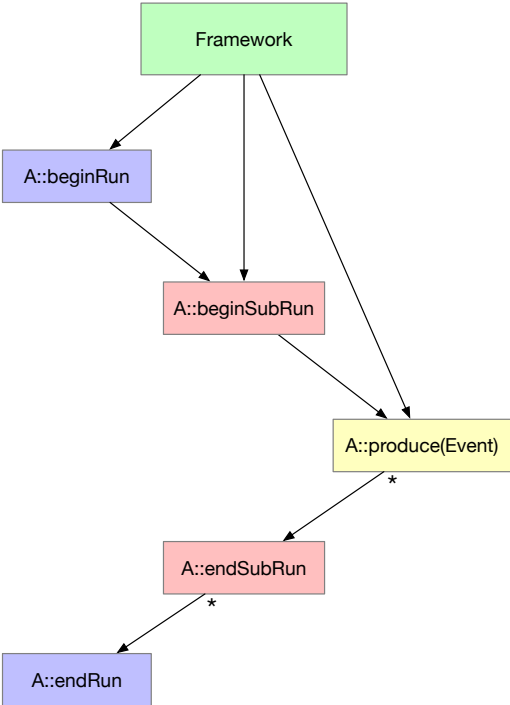 Framework
A::beginRun
A::beginSubRun
A::produce(Event)
*
A::endSubRun
*
A::endRun